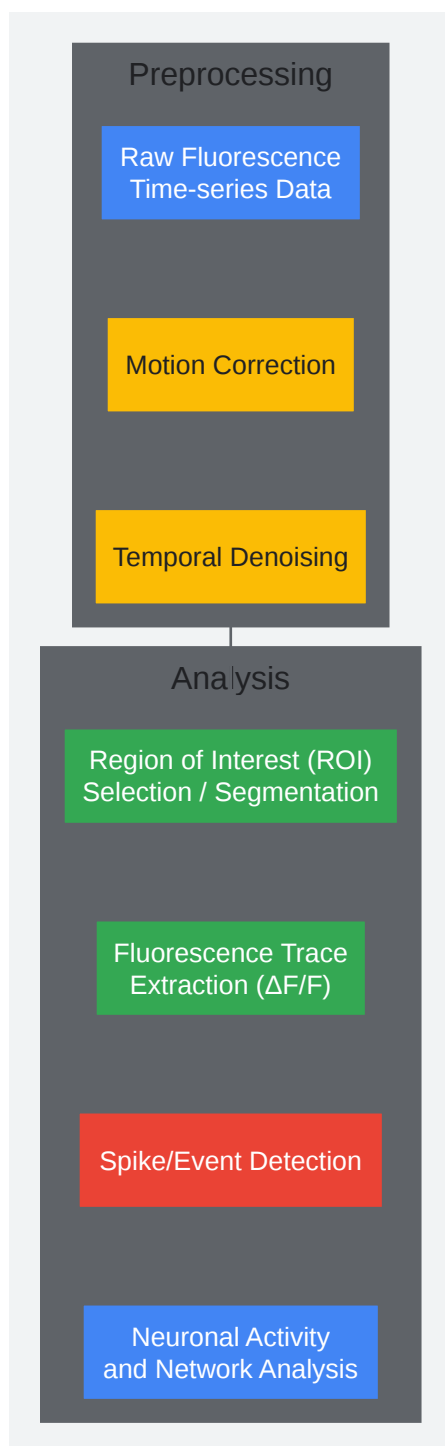 Preprocessing
Raw Fluorescence
Time-series Data
Motion Correction
Temporal Denoising
Analysis
Region of Interest (ROI)
Selection / Segmentation
Fluorescence Trace
Extraction (ΔF/F)
Spike/Event Detection
Neuronal Activity
and Network Analysis